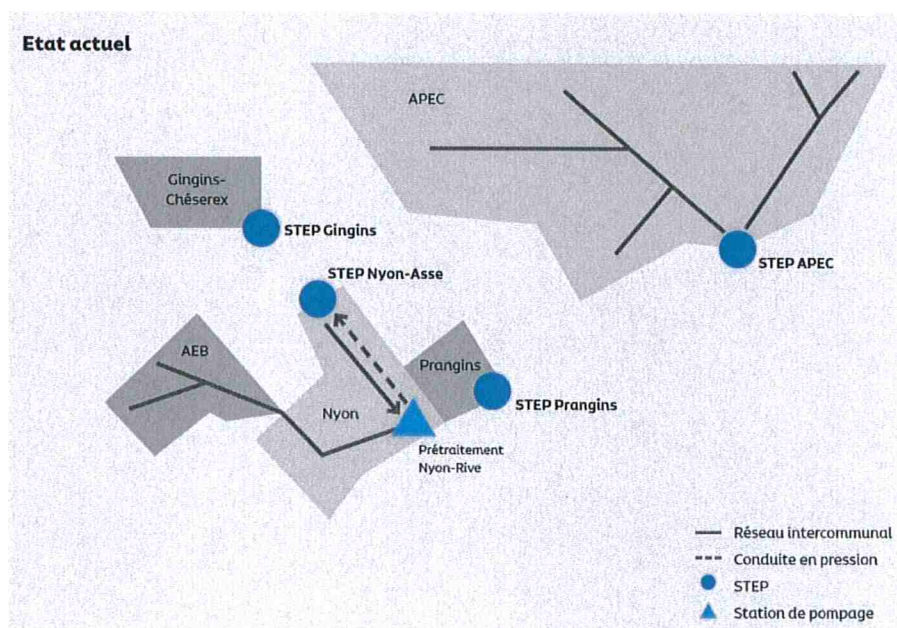 Etat actuel
APEC
Gingins-
Chéserex
STEP Gingins
STEP APEC
STEP Nyon-Asse
AEB
Prangins
STEP Prangins
Nyon
Prétraitement
Nyon-Rive
Réseau intercommunal
Conduite en pression
STEP
Station de pompage